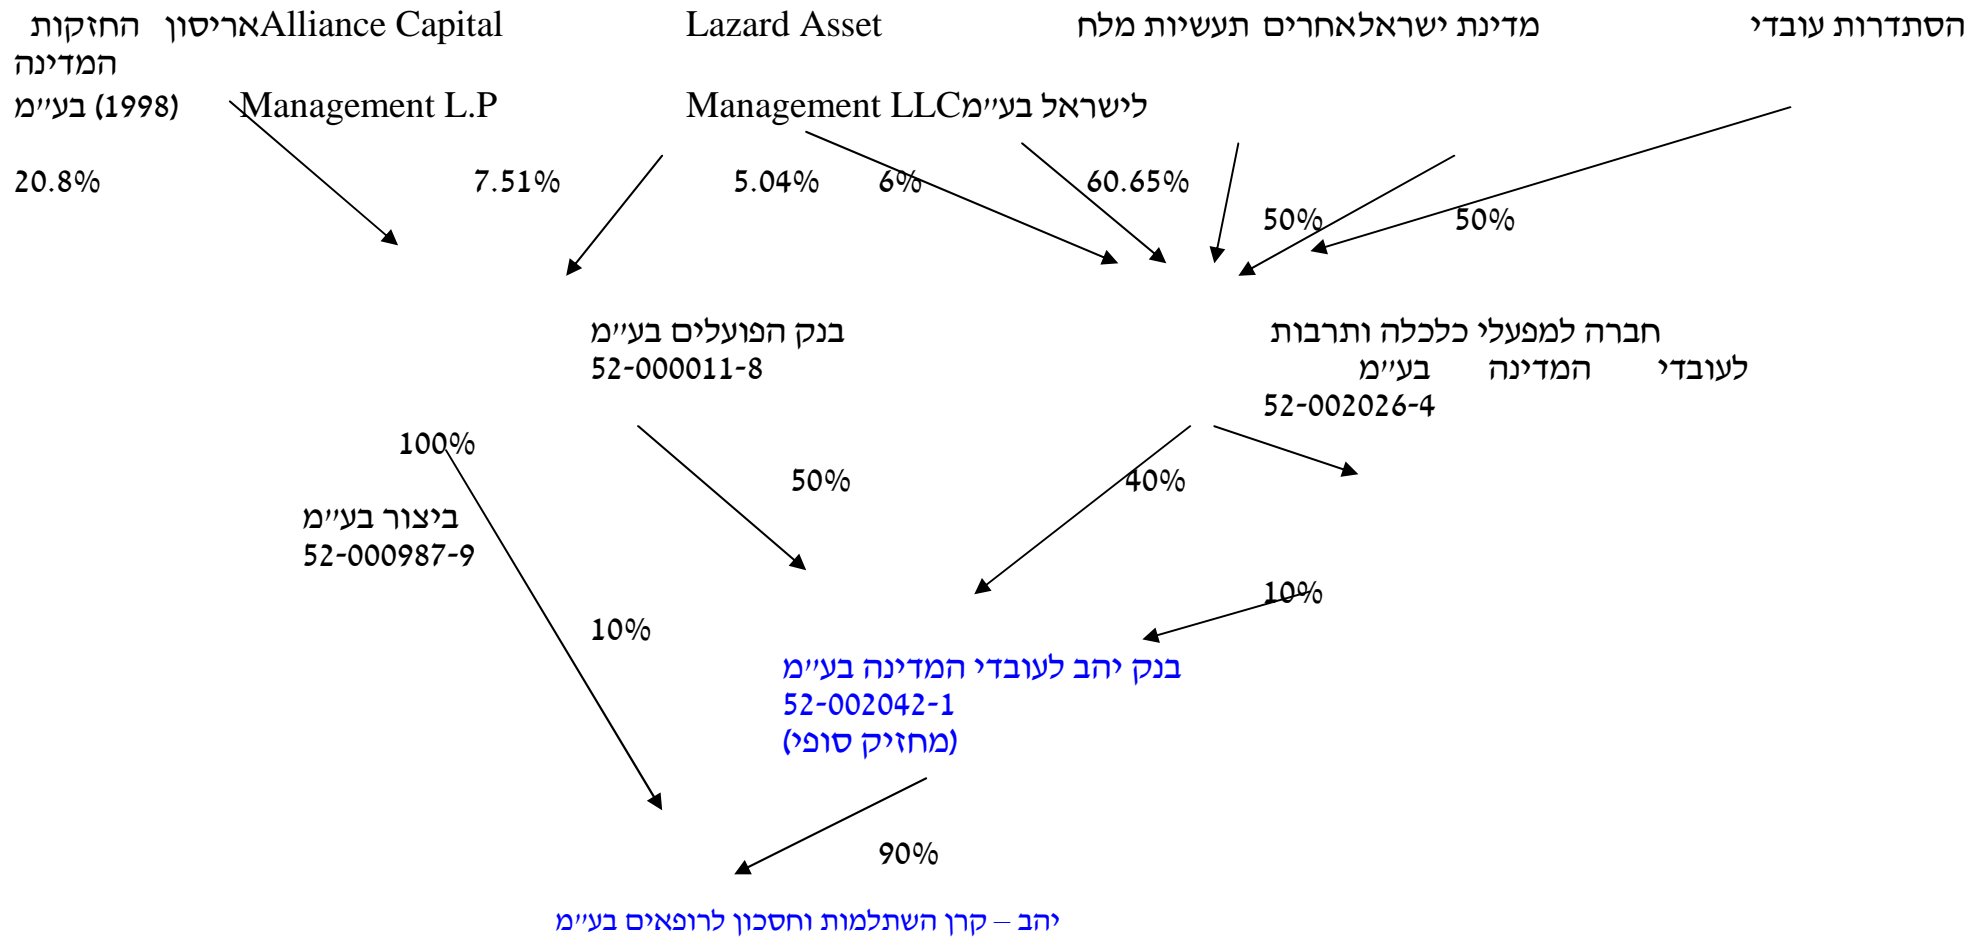 אריסון החזקות Alliance Capital Lazard Asset תעשיות מלח אחרים מדינת ישראל הסתדרות עובדי
המדינה
(1998) בע״מ Management L.P Management LLC לישראל בע״מ
20.8% 7.51% 5.04% 6% 60.65%
50% 50%
בנק הפועלים בע״מ חברה למפעלי כלכלה ותרבות
52-000011-8 לעובדי המדינה בע״מ
52-002026-4
100%
50% 40%
ביצור בע״מ
52-000987-9
10%
10%
בנק יהב לעובדי המדינה בע״מ
52-002042-1
(מחזיק סופי)
90%
יהב – קרן השתלמות וחסכון לרופאים בע״מ